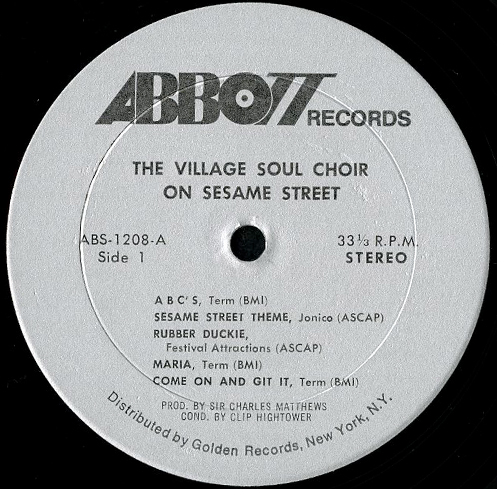 ABBOTT RECORDS
THE VILLAGE SOUL CHOIR
ON SESAME STREET
ABS-1208-A
Side 1
33⅓ R.P.M.
STEREO
A B C'S, Term (BMI)
SESAME STREET THEME, Jonico (ASCAP)
RUBBER DUCKIE,
Festival Attractions (ASCAP)
MARIA, Term (BMI)
COME ON AND GIT IT, Term (BMI)
PROD. BY SIR CHARLES MATTHEWS
COND. BY CLIP HIGHTOWER
Distributed by Golden Records, New York, N.Y.